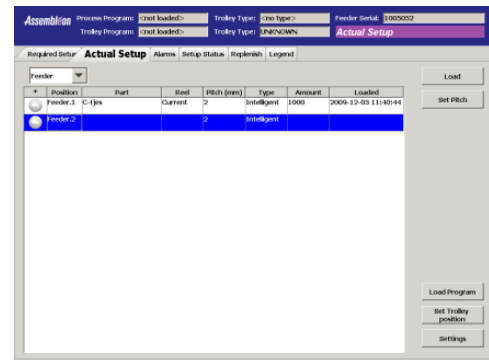 Assembléon Process Program: <not loaded> Trolley Type: <no type> Feeder Serial: 1005052
Trolley Program: <not loaded> Trolley Type: UNKNOWN Actual Setup
Required Setup Actual Setup Alarms Setup Status Replenish Legend
Feeder Load
* Position Part Reel Pitch (mm) Type Amount Loaded
Feeder.1 C-tjes Current 2 Intelligent 1000 2009-12-03 11:40:44
Set Pitch
Feeder.2 2 Intelligent
Load Program
Set Trolley
position
Settings